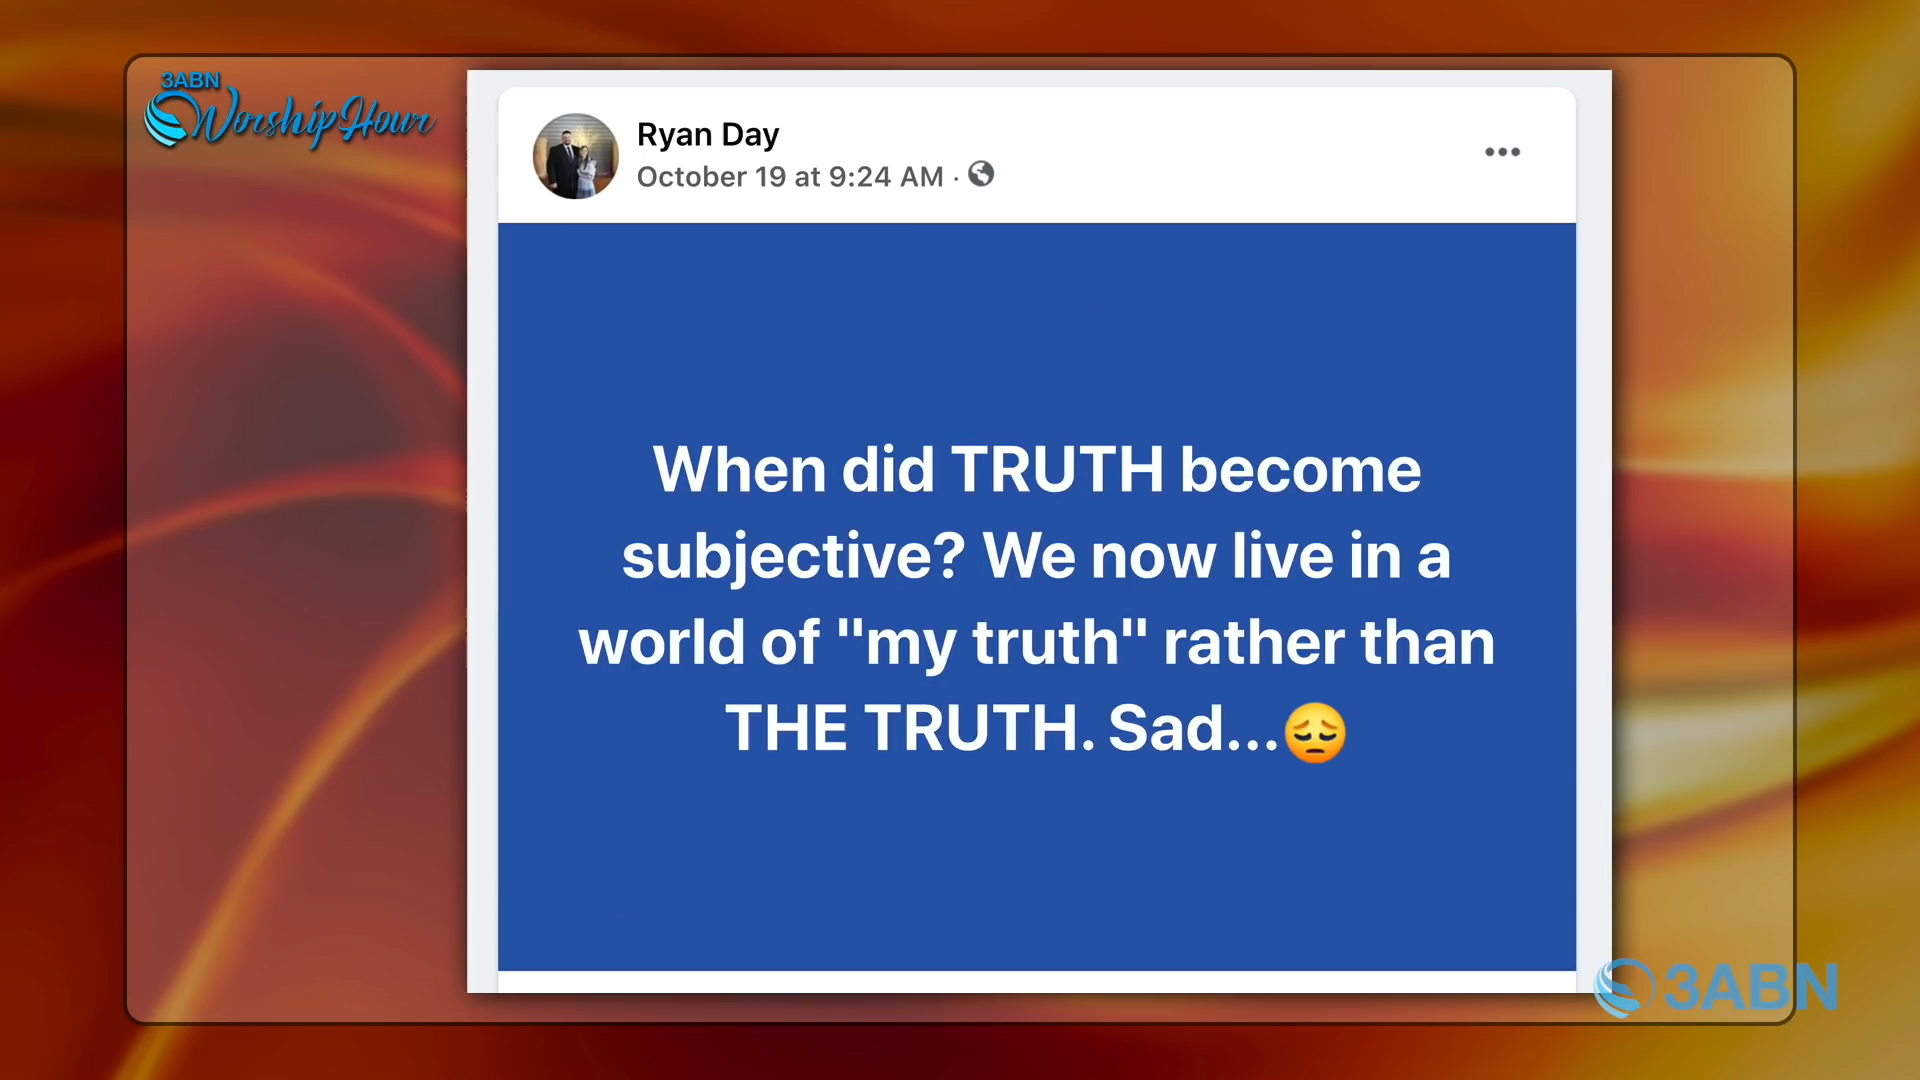 3ABN
Worship Hour
Ryan Day
October 19 at 9:24 AM ·
When did TRUTH become
subjective? We now live in a
world of "my truth" rather than
THE TRUTH. Sad...😔
3ABN